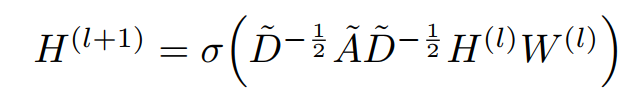 H^{(l+1)} = σ(D̃^{-1/2} Ã D̃^{-1/2} H^{(l)} W^{(l)})